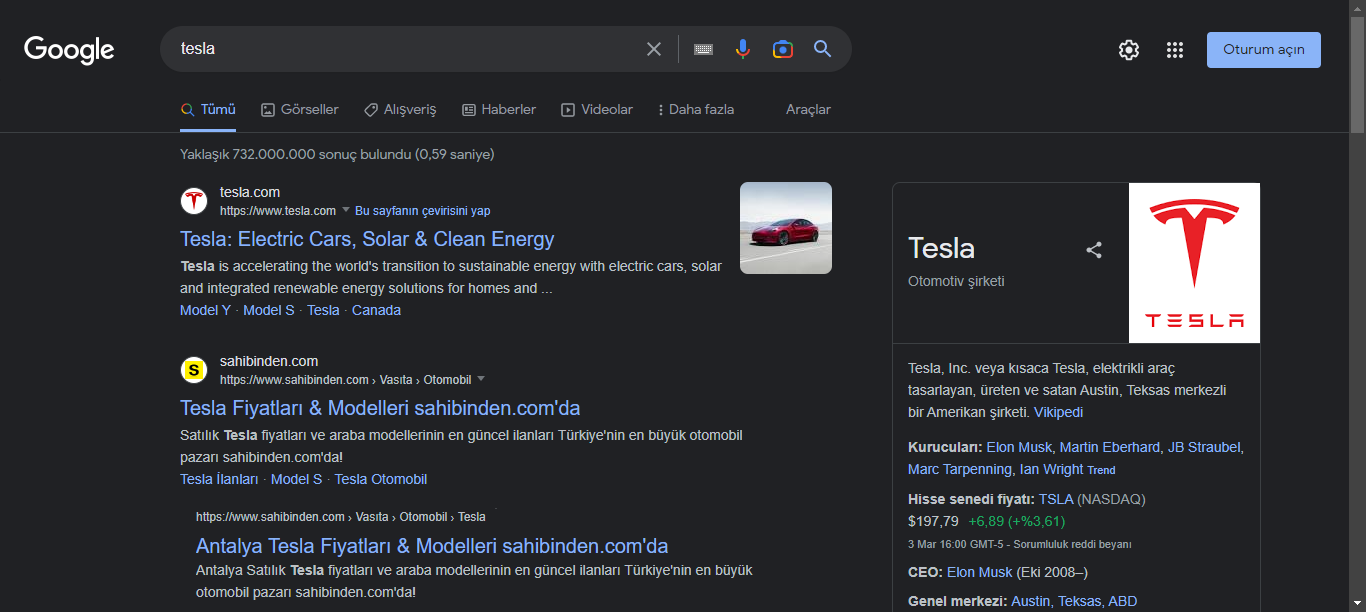 Google
tesla
Oturum açın
Tümü
Görseller
Alışveriş
Haberler
Videolar
Daha fazla
Araçlar
Yaklaşık 732.000.000 sonuç bulundu (0,59 saniye)
tesla.com
https://www.tesla.com Bu sayfanın çevirisini yap
Tesla: Electric Cars, Solar & Clean Energy
Tesla is accelerating the world's transition to sustainable energy with electric cars, solar
and integrated renewable energy solutions for homes and ...
Model Y · Model S · Tesla · Canada
S
sahibinden.com
https://www.sahibinden.com › Vasıta › Otomobil
Tesla Fiyatları & Modelleri sahibinden.com'da
Satılık Tesla fiyatları ve araba modellerinin en güncel ilanları Türkiye'nin en büyük otomobil
pazarı sahibinden.com'da!
Tesla İlanları · Model S · Tesla Otomobil
https://www.sahibinden.com › Vasıta › Otomobil › Tesla
Antalya Tesla Fiyatları & Modelleri sahibinden.com'da
Antalya Satılık Tesla fiyatları ve araba modellerinin en güncel ilanları Türkiye'nin en büyük
otomobil pazarı sahibinden.com'da!
Tesla
Otomotiv şirketi
TESLA
Tesla, Inc. veya kısaca Tesla, elektrikli araç
tasarlayan, üreten ve satan Austin, Teksas merkezli
bir Amerikan şirketi. Vikipedi
Kurucuları: Elon Musk, Martin Eberhard, JB Straubel,
Marc Tarpenning, Ian Wright Trend
Hisse senedi fiyatı: TSLA (NASDAQ)
$197,79 +6,89 (+%3,61)
3 Mar 16:00 GMT-5 - Sorumluluk reddi beyanı
CEO: Elon Musk (Eki 2008–)
Genel merkezi: Austin, Teksas, ABD